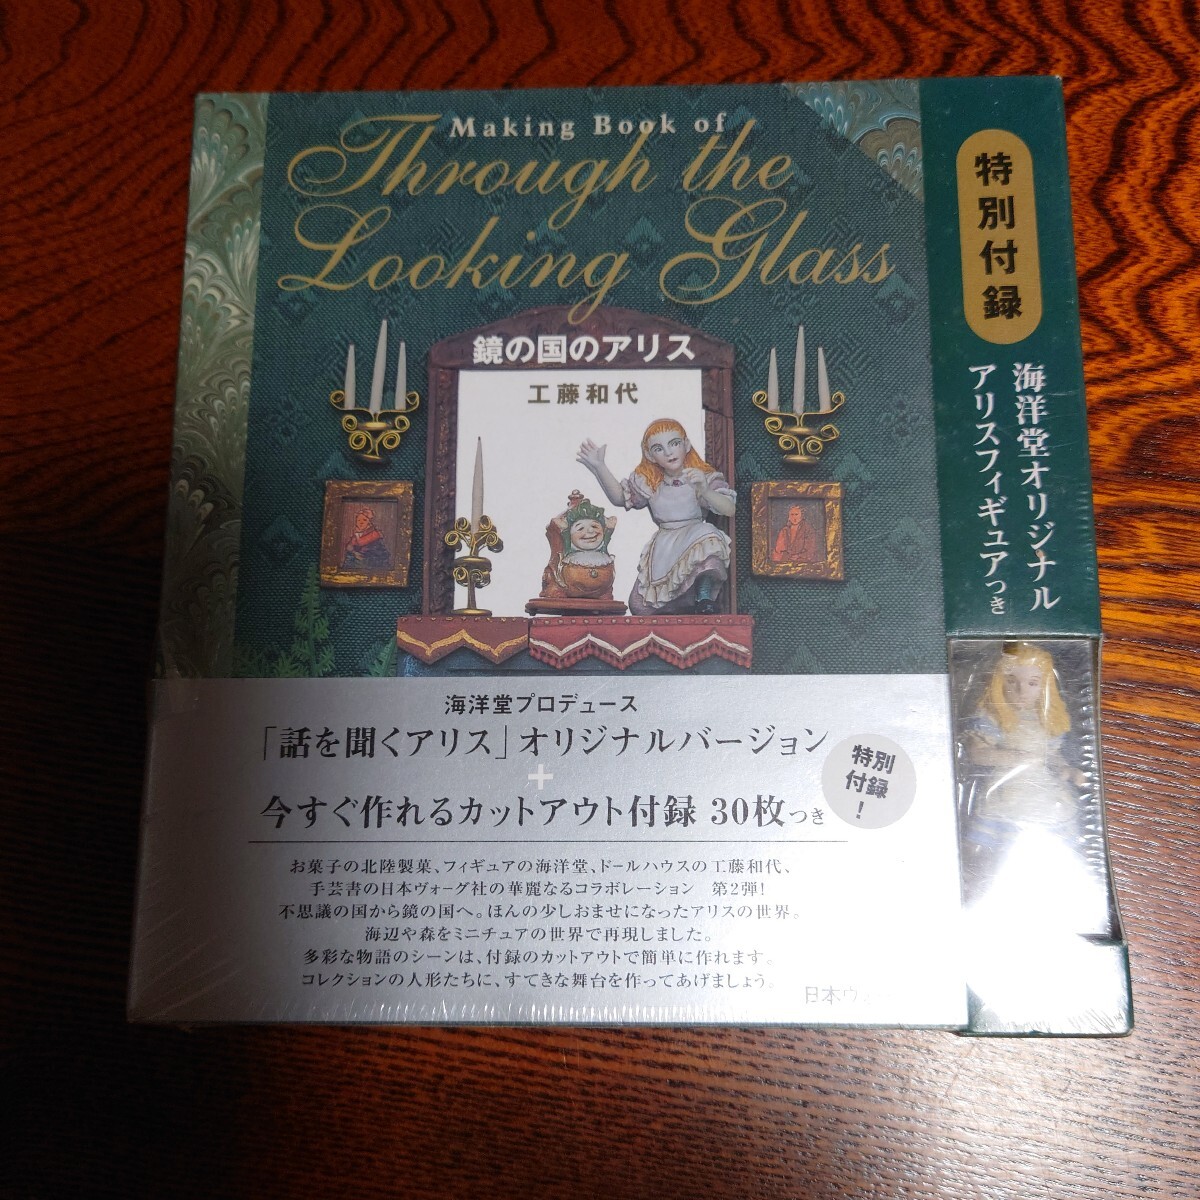 Making Book of
Through the
Looking Glass
鏡の国のアリス
工藤和代
特別付録
海洋堂オリジナル
アリスフィギュアつき
海洋堂プロデュース
「話を聞くアリス」オリジナルバージョン
+
今すぐ作れるカットアウト付録 30枚つき
特別
付録
!
お菓子の北陸製菓、フィギュアの海洋堂、ドールハウスの工藤和代、
手芸書の日本ヴォーグ社の華麗なるコラボレーション 第2弾!
不思議の国から鏡の国へ。ほんの少しおませになったアリスの世界。
海辺や森をミニチュアの世界で再現しました。
多彩な物語のシーンは、付録のカットアウトで簡単に作れます。
コレクションの人形たちに、すてきな舞台を作ってあげましょう。